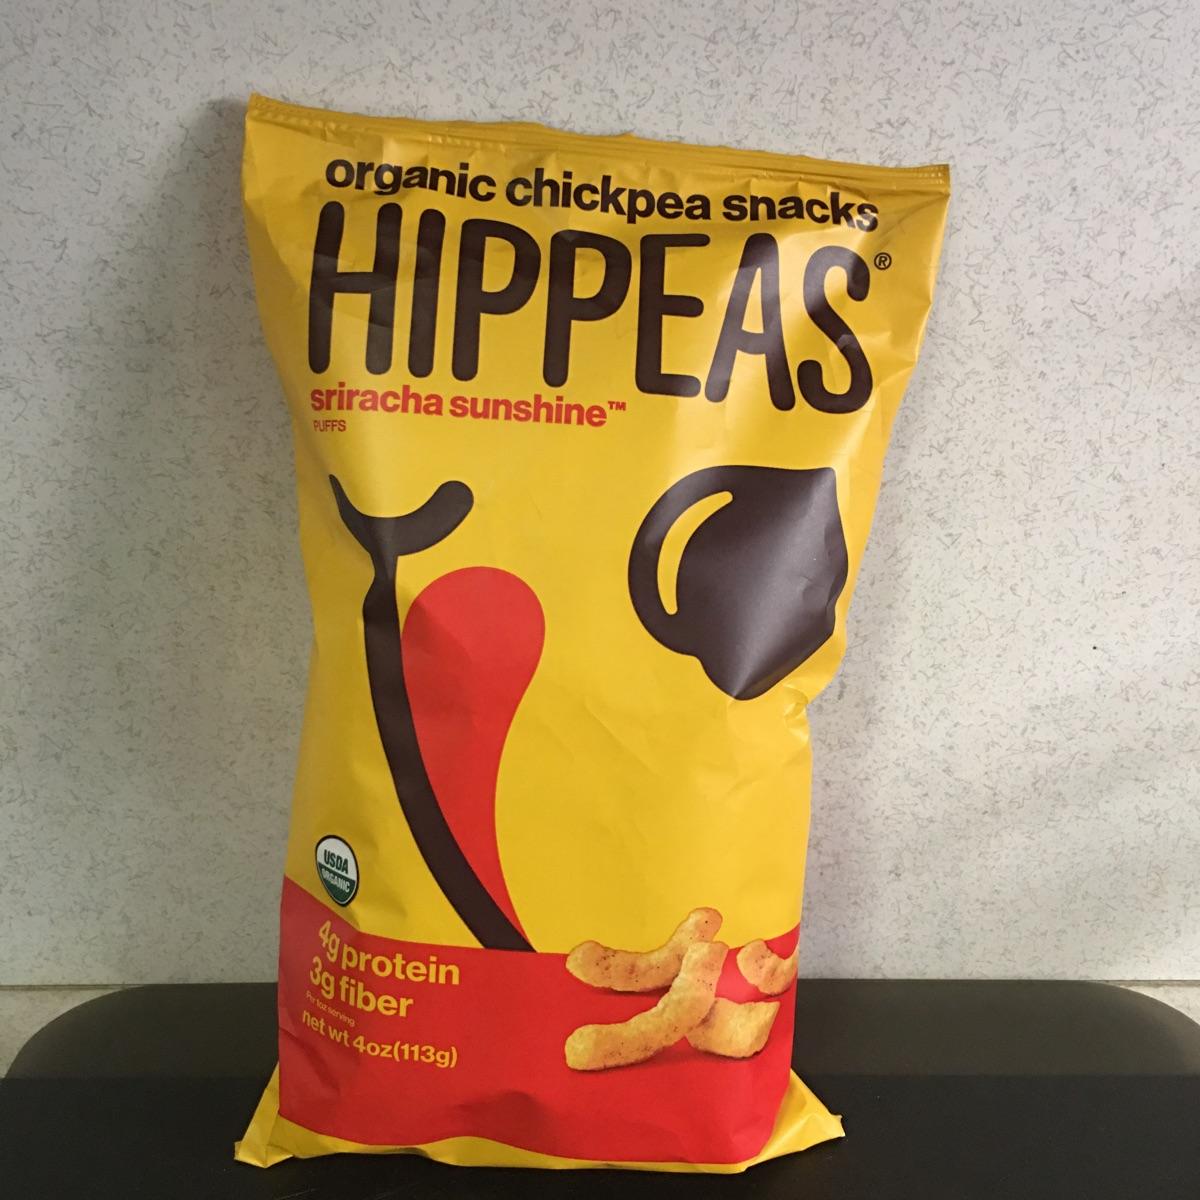 organic chickpea snacks
HIPPEAS®
sriracha sunshine™
PUFFS
USDA
ORGANIC
4g protein
3g fiber
Per 1oz serving
net wt 4oz(113g)